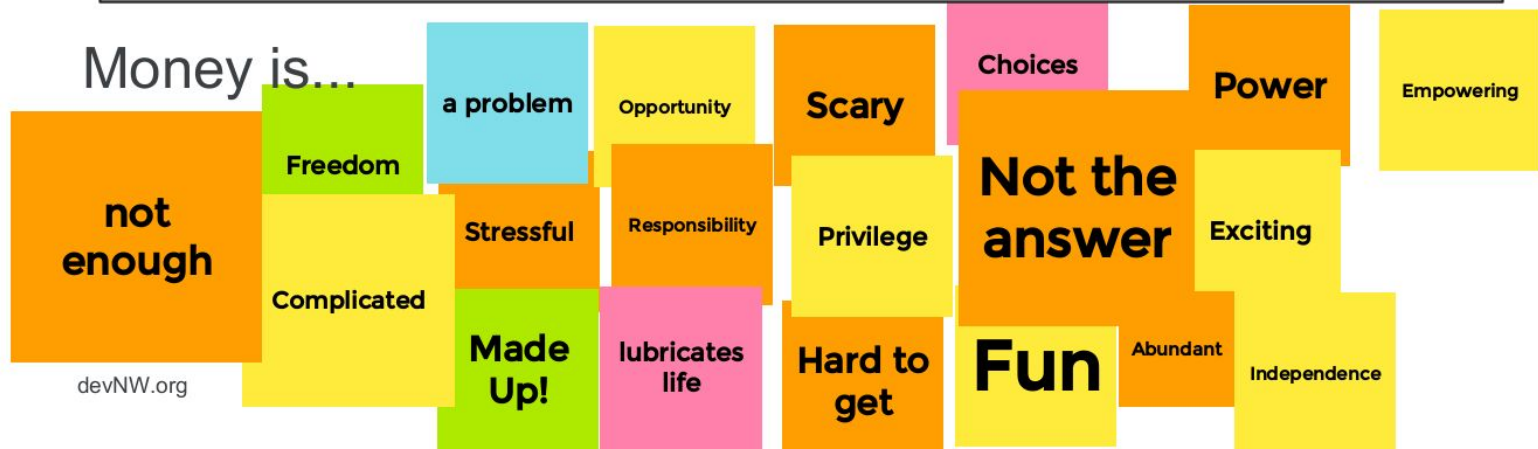 Money is...
a problem
Opportunity
Scary
Choices
Power
Empowering
not
enough
Freedom
Stressful
Responsibility
Privilege
Not the
answer
Exciting
Complicated
Made
Up!
lubricates
life
Hard to
get
Fun
Abundant
Independence
devNW.org